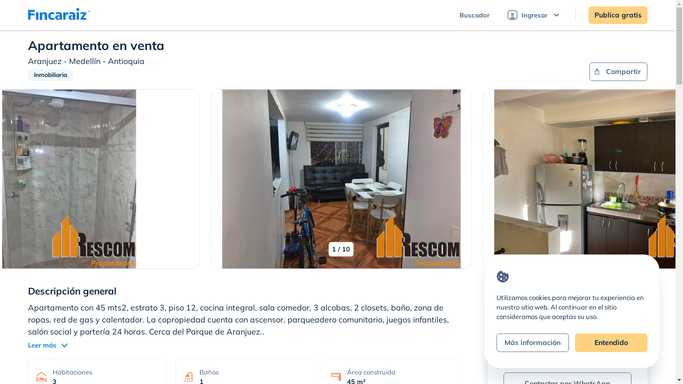 Fincaraiz
Buscador
Ingresar
Publica gratis
Apartamento en venta
Aranjuez - Medellín - Antioquia
Inmobiliaria
Compartir
RESCOM
1 / 10
RESCOM
Descripción general
Apartamento con 45 mts2, estrato 3, piso 12, cocina integral, sala comedor, 3 alcobas, 2 closets, baño, zona de
ropas, red de gas y calentador. La copropiedad cuenta con ascensor, parqueadero comunitario, juegos infantiles,
salón social y portería 24 horas. Cerca del Parque de Aranjuez..
Leer más
Habitaciones
3
Baños
1
Área construida
45 m²
Utilizamos cookies para mejorar tu experiencia en
nuestro sitio web. Al continuar en el sitio
consideramos que aceptas su uso.
Más información
Entendido
Contactar por WhatsApp